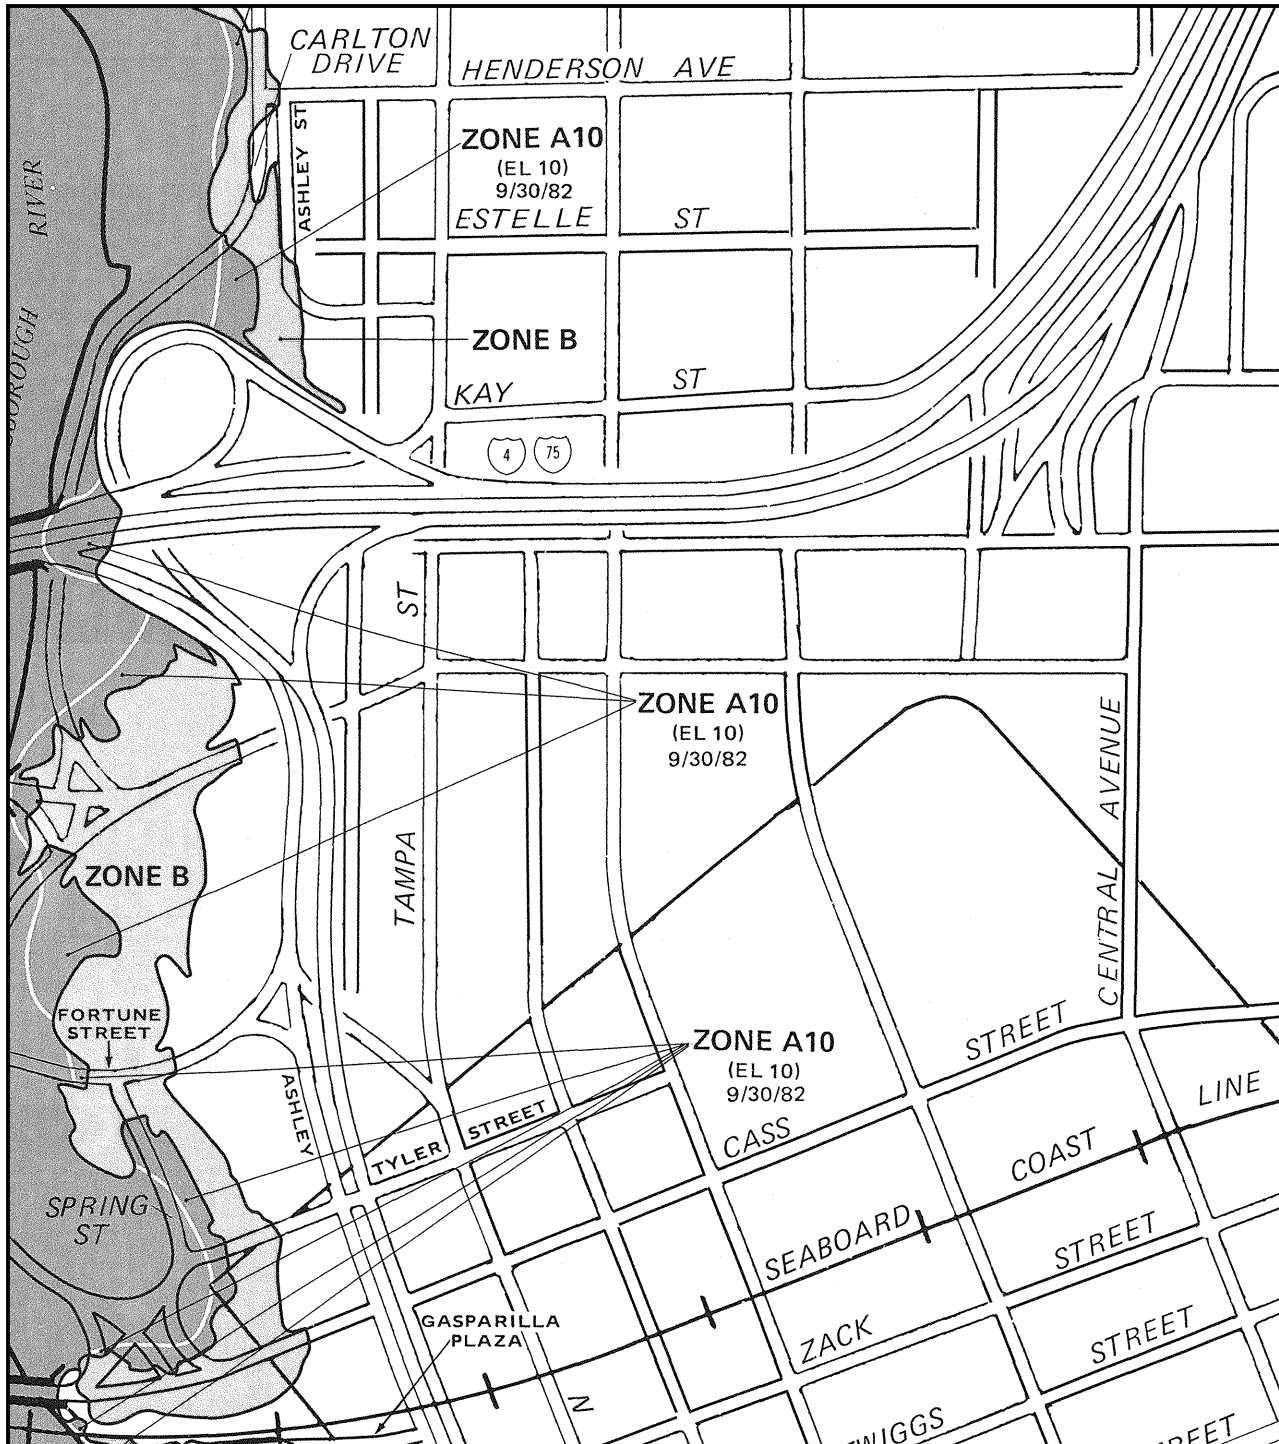 CARLTON
DRIVE
HENDERSON AVE
ASHLEY ST
ZONE A10
(EL 10)
9/30/82
RIVER
ESTELLE ST
ZONE B
KAY ST
4
75
ST
ZONE A10
(EL 10)
9/30/82
TAMPA
CENTRAL AVENUE
ZONE B
FORTUNE
STREET
ZONE A10
(EL 10)
9/30/82
STREET
ASHLEY
TYLER STREET
CASS
LINE
COAST
SPRING
ST
SEABOARD
STREET
GASPARILLA
PLAZA
ZACK
STREET
N